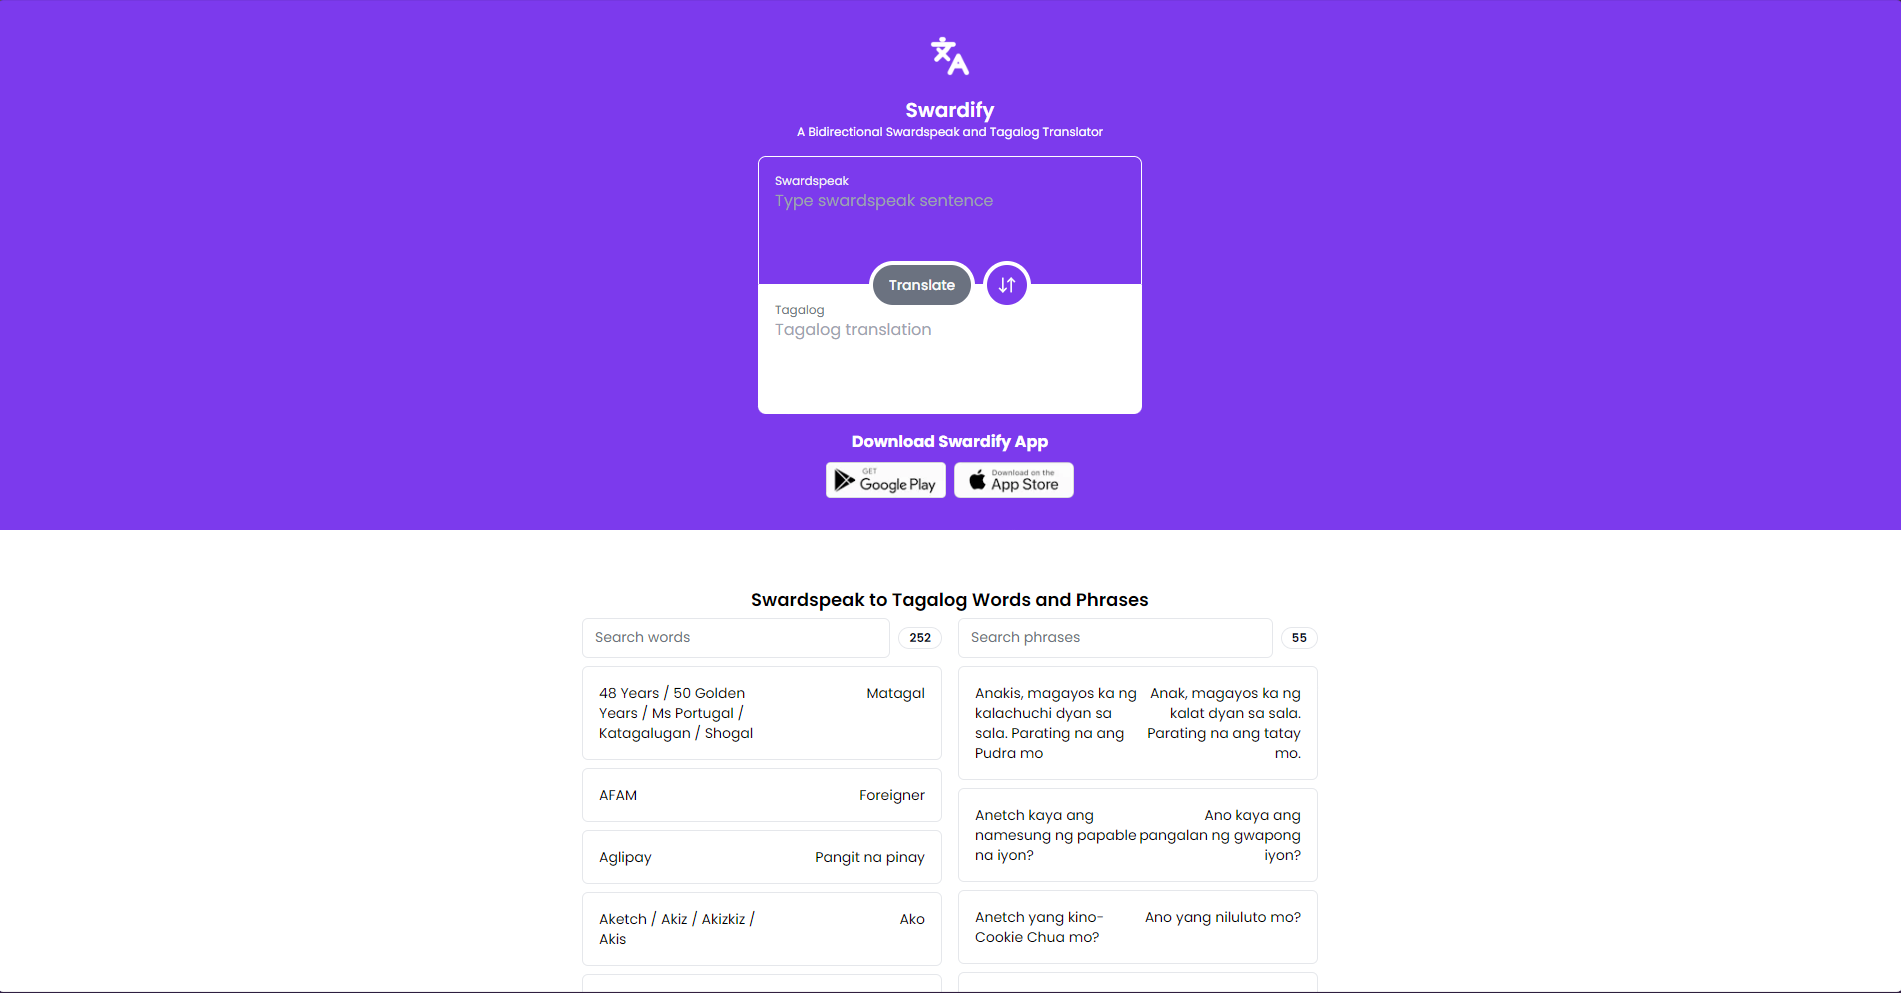 Swardify
A Bidirectional Swardspeak and Tagalog Translator
Swardspeak
Type swardspeak sentence
Translate
Tagalog
Tagalog translation
Download Swardify App
GET
Google Play
Download on the
App Store
Swardspeak to Tagalog Words and Phrases
Search words
252
48 Years / 50 Golden
Years / Ms Portugal /
Katagalugan / Shogal
Matagal
AFAM
Foreigner
Aglipay
Pangit na pinay
Aketch / Akiz / Akizkiz /
Akis
Ako
Search phrases
55
Anakis, magayos ka ng
kalachuchi dyan sa
sala. Parating na ang
Pudra mo
Anak, magayos ka ng
kalat dyan sa sala.
Parating na ang tatay
mo.
Anetch kaya ang
namesung ng papable
na iyon?
Ano kaya ang
pangalan ng gwapong
iyon?
Anetch yang kino-
Cookie Chua mo?
Ano yang niluluto mo?